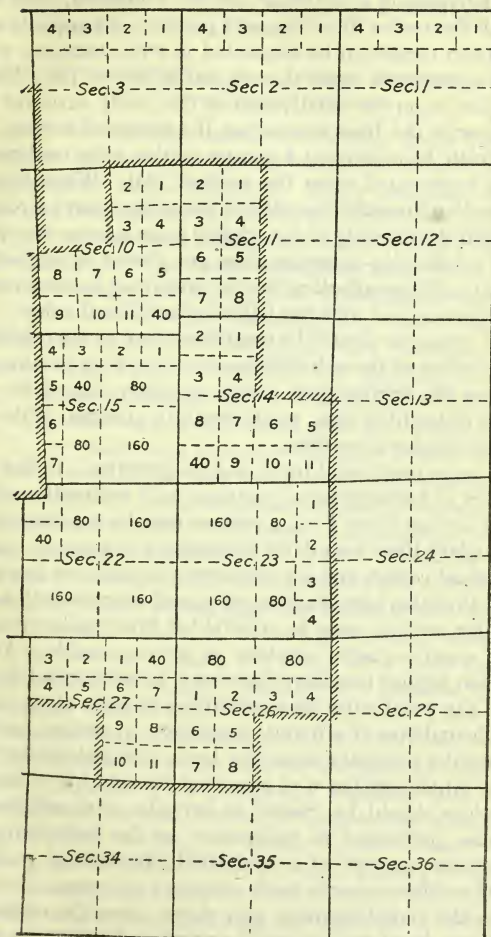 4 3 2 1 4 3 2 1 4 3 2 1
Sec. 3 Sec. 2 Sec. 1
2 1 2 1
3 4 3 4
Sec. 10 Sec. 11 Sec. 12
6 5
8 7 6 5
7 8
9 10 11 40
2 1
4 3 2 1
5 40 80 3 4
Sec. 15 Sec. 14 Sec. 13
6 8 7 6 5
80 160
7 40 9 10 11
80 160 160 80 1
40 2
Sec. 22 Sec. 23 Sec. 24
3
160 160 160 80
4
3 2 1 40 80 80
4 5 6 7 1 2 3 4
Sec. 27 Sec. 26 Sec. 25
9 8 6 5
10 11 7 8
Sec. 34 Sec. 35 Sec. 36